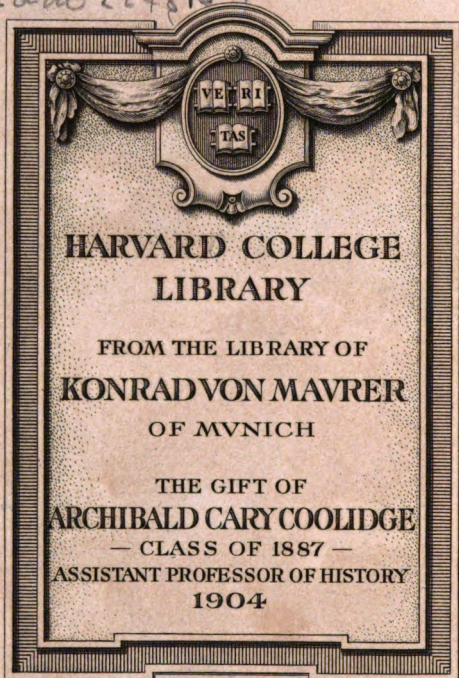 VE RI
TAS
HARVARD COLLEGE
LIBRARY
FROM THE LIBRARY OF
KONRAD VON MAVRER
OF MVNICH
THE GIFT OF
ARCHIBALD CARY COOLIDGE
— CLASS OF 1887 —
ASSISTANT PROFESSOR OF HISTORY
1904